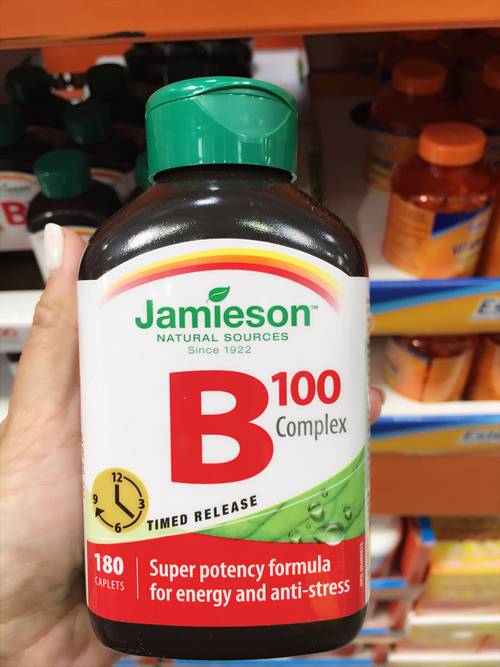 Jamieson™
NATURAL SOURCES
Since 1922
B100
Complex
12
9 3
6
TIMED RELEASE
180
CAPLETS
Super potency formula
for energy and anti-stress
B